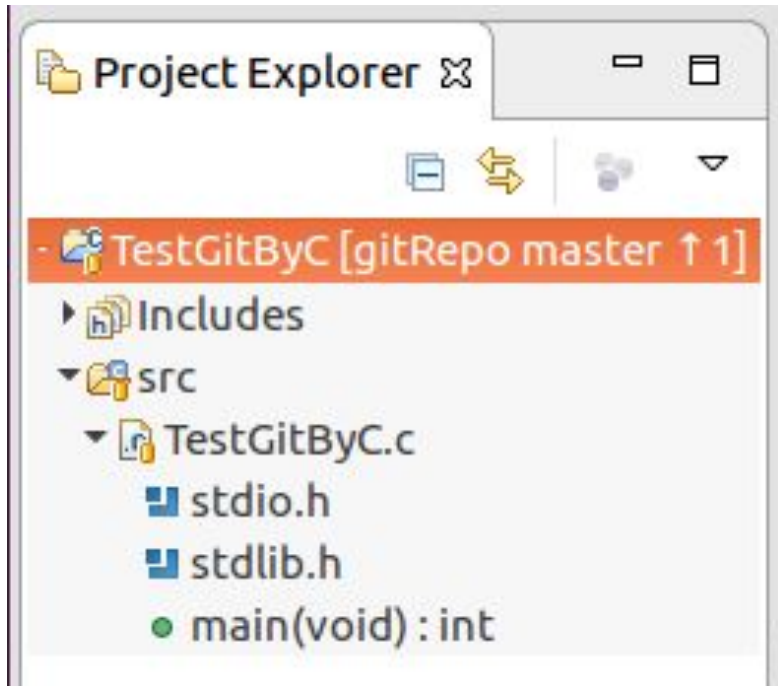 Project Explorer
TestGitByC [gitRepo master ↑ 1]
Includes
src
TestGitByC.c
stdio.h
stdlib.h
main(void) : int